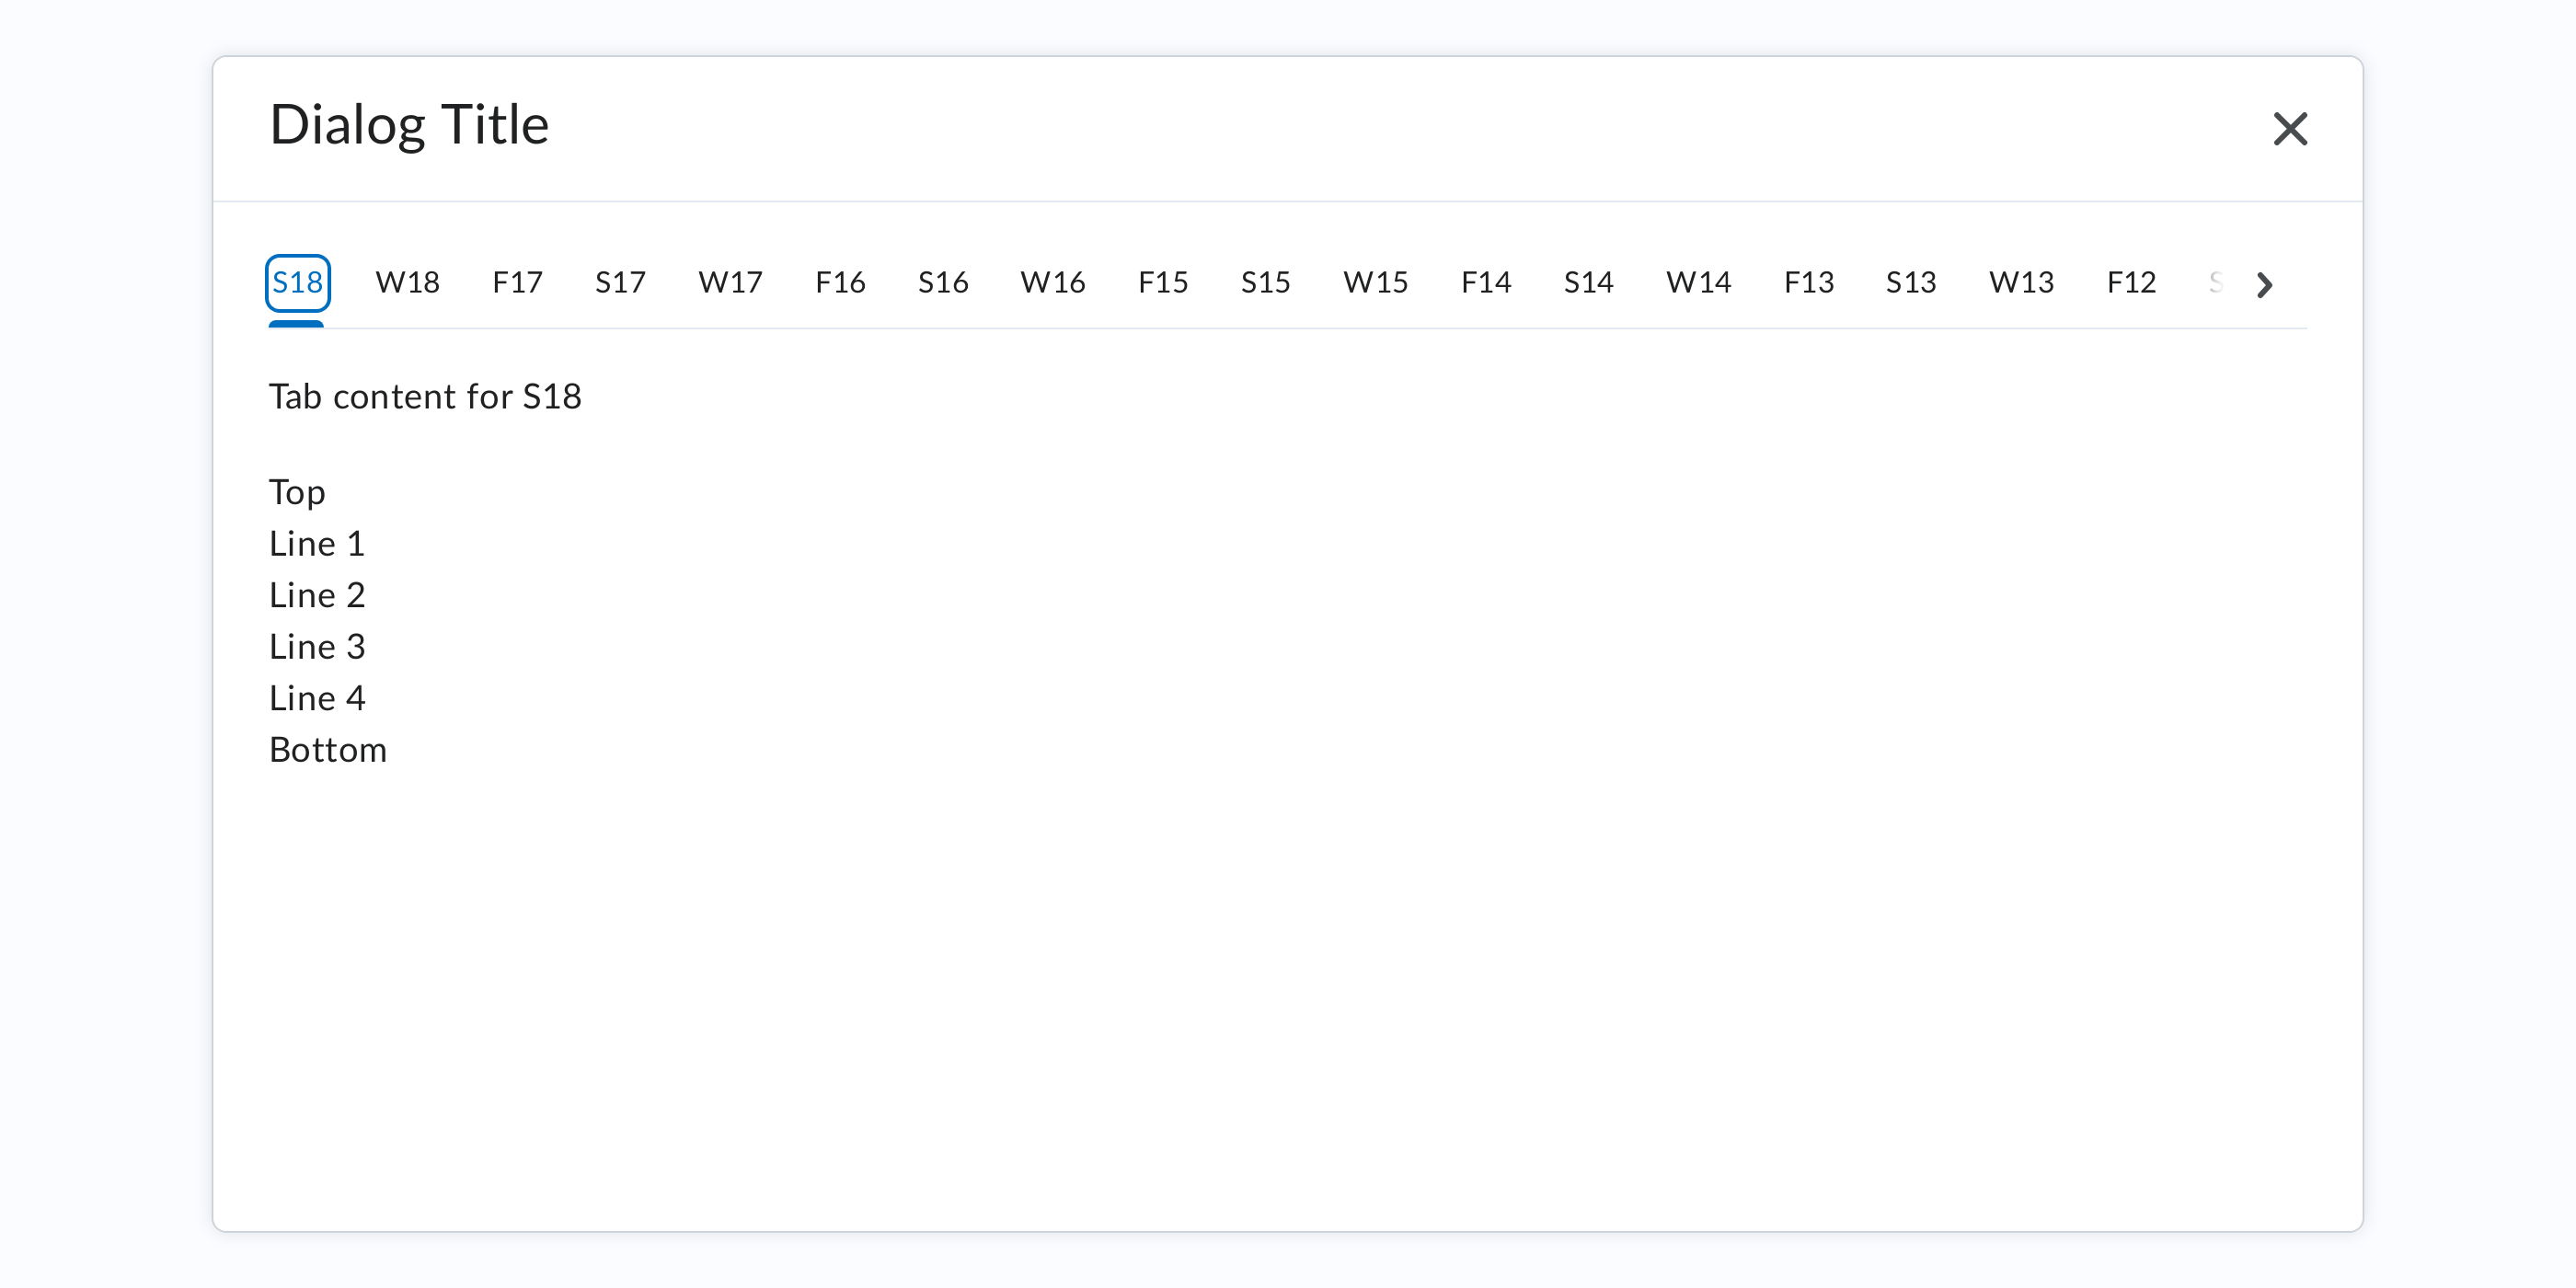 Dialog Title
S18 W18 F17 S17 W17 F16 S16 W16 F15 S15 W15 F14 S14 W14 F13 S13 W13 F12 S
Tab content for S18
Top
Line 1
Line 2
Line 3
Line 4
Bottom